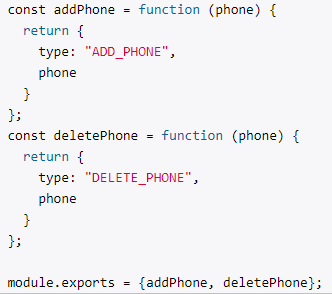 const addPhone = function (phone) {
  return {
    type: "ADD_PHONE",
    phone
  }
};
const deletePhone = function (phone) {
  return {
    type: "DELETE_PHONE",
    phone
  }
};

module.exports = {addPhone, deletePhone};